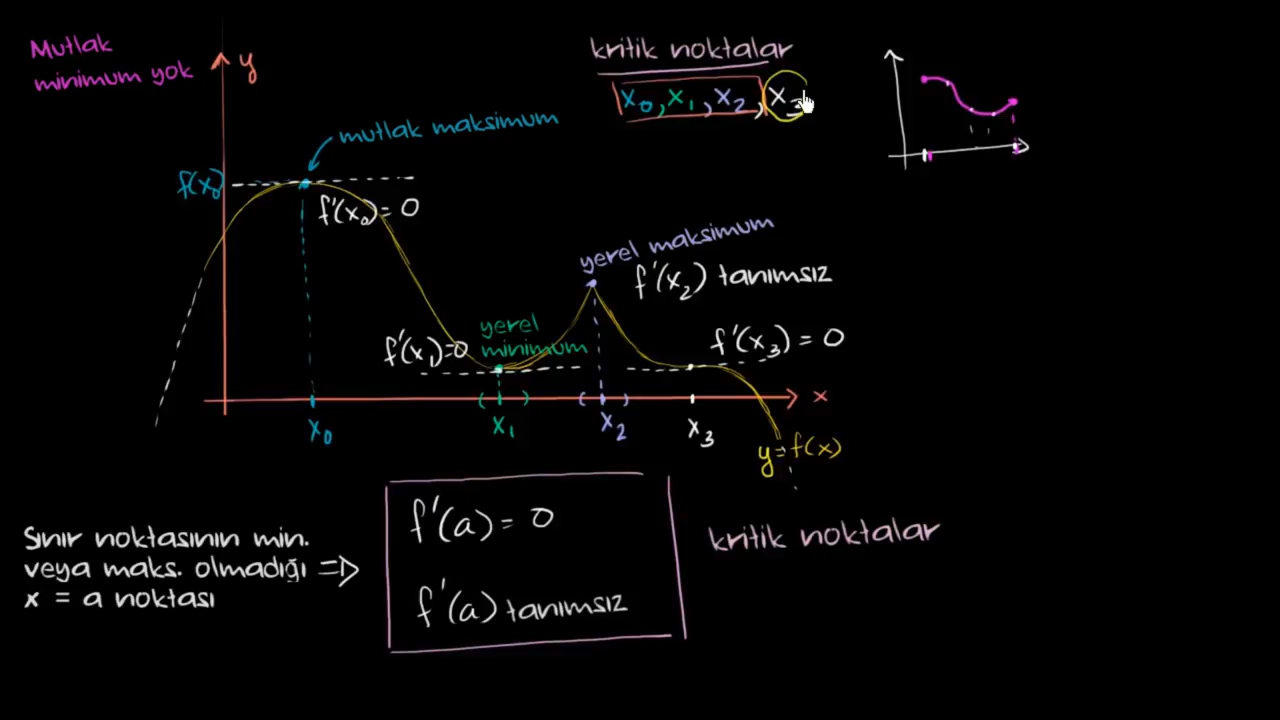 Mutlak
minimum yok
y
kritik noktalar
x₀, x₁, x₂, x₃
mutlak maksimum
f(x₀)
f'(x₀) = 0
yerel maksimum
f'(x₂) tanımsız
yerel
minimum
f'(x₁)=0
f'(x₃) = 0
x
x₀
x₁
x₂
x₃
y=f(x)
Sınır noktasının min.
veya maks. olmadığı =>
x = a noktası
f'(a) = 0
f'(a) tanımsız
kritik noktalar